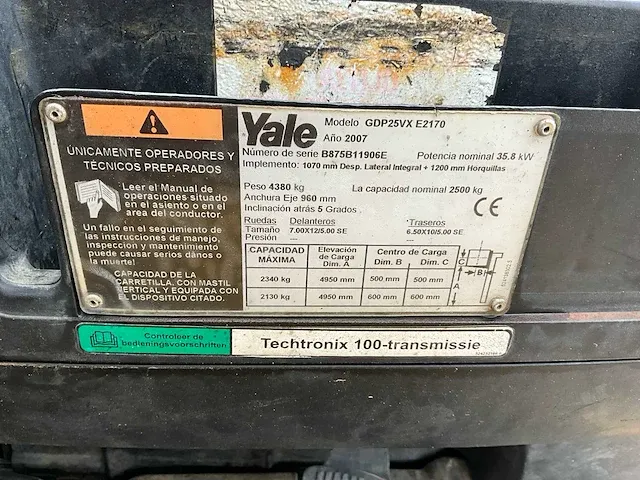 ÚNICAMENTE OPERADORES Y
TÉCNICOS PREPARADOS
Leer el Manual de
operaciones situado
en el asiento o en el
area del conductor.
Un fallo en el seguimiento de
las instrucciones de manejo,
inspeccion y mantenimiento
puede causar serios dános o
la muerte!
CAPACIDAD DE LA
CARRETILLA, CON MASTIL
VERTICAL Y EQUIPADA CON
EL DISPOSITIVO CITADO.
Yale
Modelo GDP25VX E2170
Año 2007
Número de serie B875B11906E Potencia nominal 35.8 kW
Implemento: 1070 mm Desp. Lateral Integral + 1200 mm Horquillas
Peso 4380 kg La capacidad nominal 2500 kg
Anchura Eje 960 mm
Inclinación atrás 5 Grados
CE
Ruedas Delanteros Traseros
Tamaño 7.00X12/5.00 SE 6.50X10/5.00 SE
Presión --- ---
CAPACIDAD MÁXIMA Elevación de Carga Dim. A Centro de Carga Dim. B Dim. C
2340 kg 4950 mm 500 mm 500 mm
2130 kg 4950 mm 600 mm 600 mm
C
B
A
Controleer de
bedieningsvoorschriften
Techtronix 100-transmissie